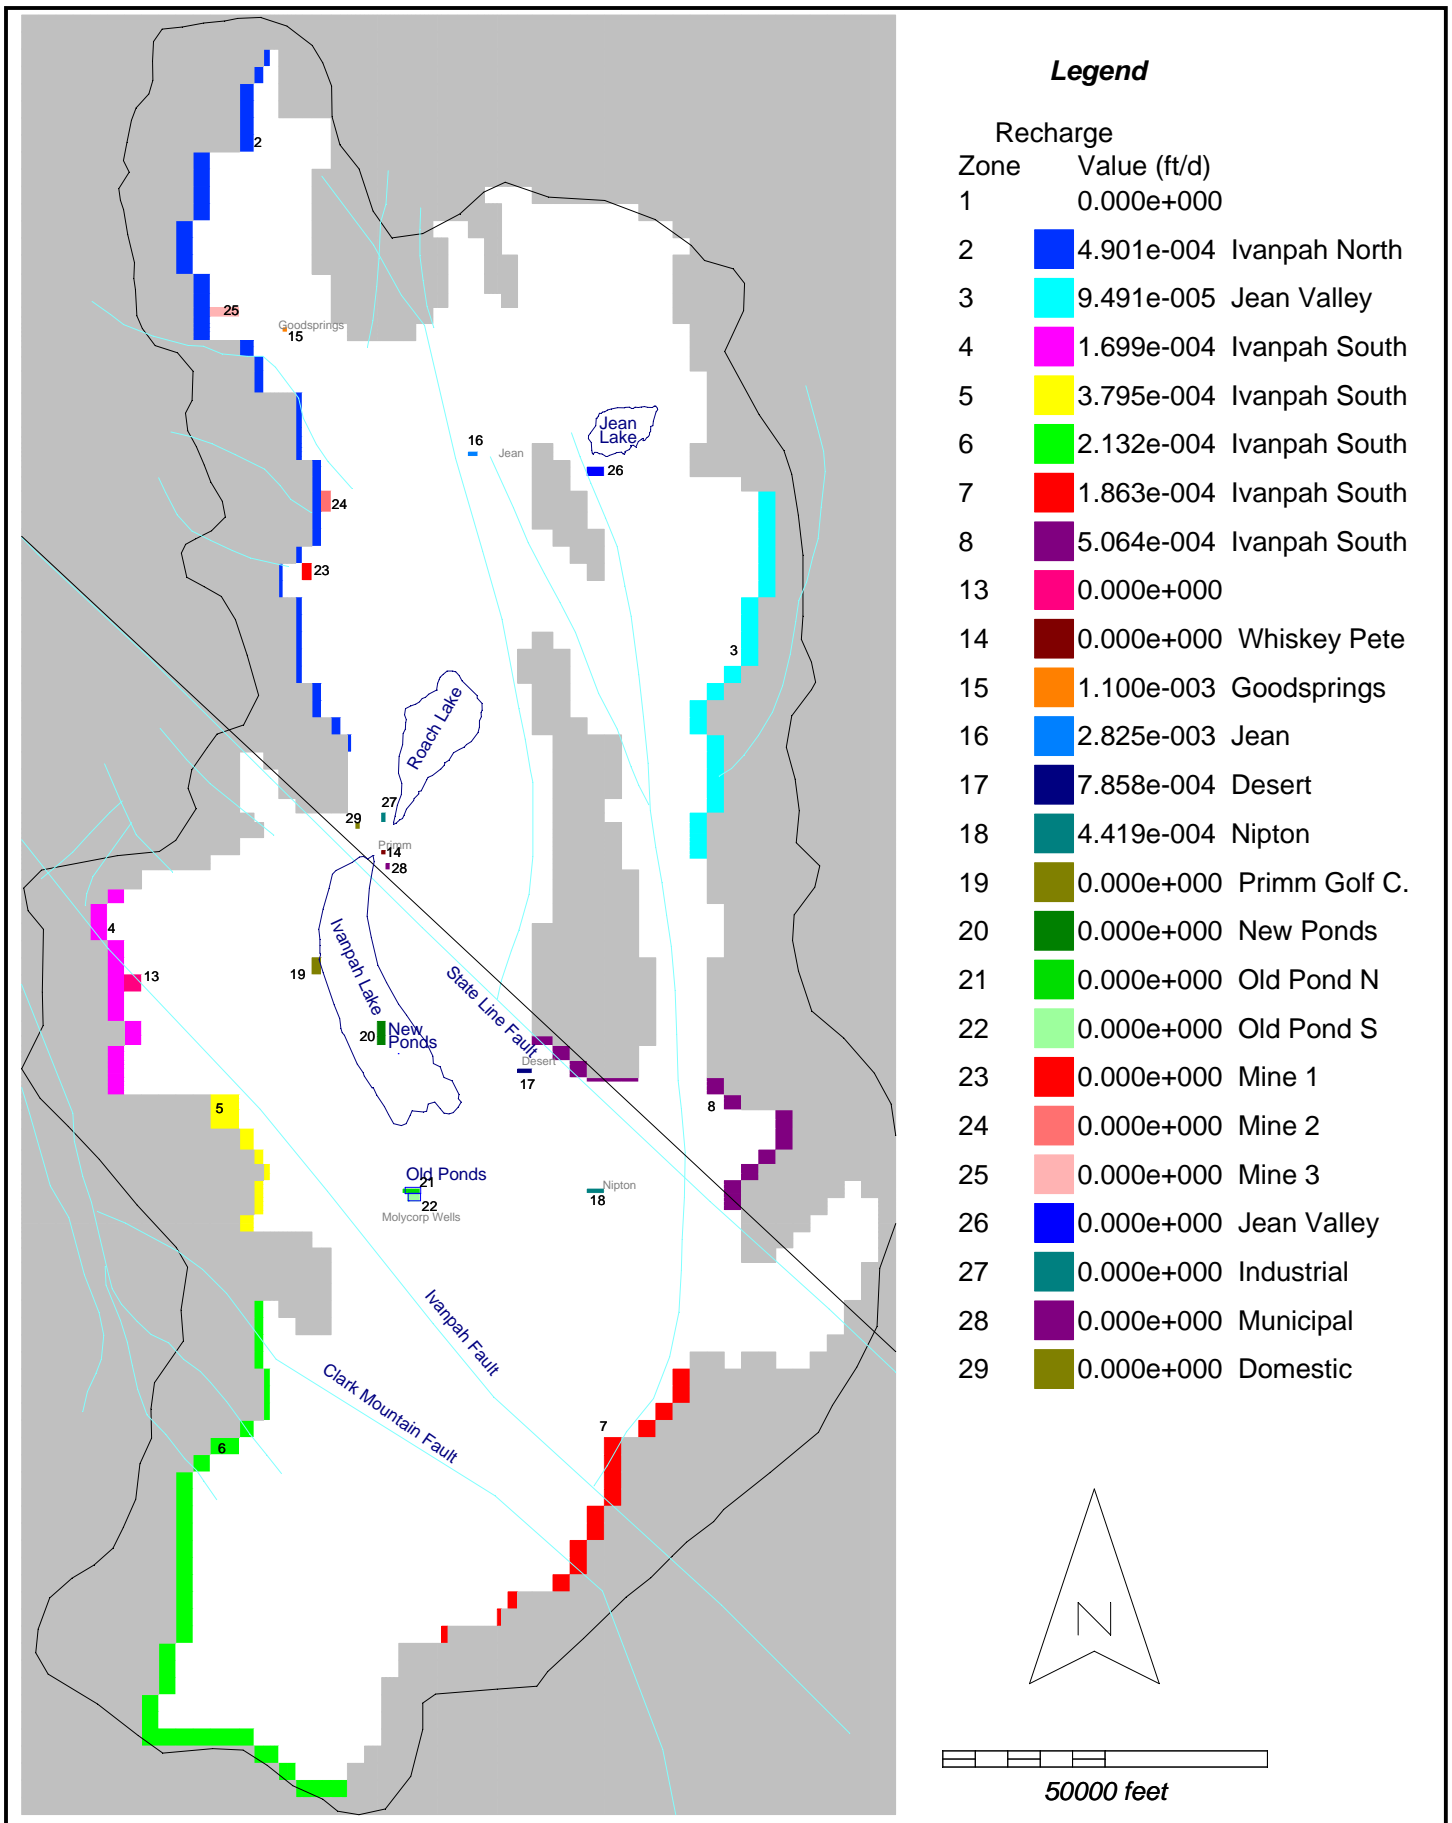 Legend
Recharge
Zone Value (ft/d)
1 0.000e+000
2 4.901e-004 Ivanpah North
3 9.491e-005 Jean Valley
4 1.699e-004 Ivanpah South
5 3.795e-004 Ivanpah South
6 2.132e-004 Ivanpah South
7 1.863e-004 Ivanpah South
8 5.064e-004 Ivanpah South
13 0.000e+000
14 0.000e+000 Whiskey Pete
15 1.100e-003 Goodsprings
16 2.825e-003 Jean
17 7.858e-004 Desert
18 4.419e-004 Nipton
19 0.000e+000 Primm Golf C.
20 0.000e+000 New Ponds
21 0.000e+000 Old Pond N
22 0.000e+000 Old Pond S
23 0.000e+000 Mine 1
24 0.000e+000 Mine 2
25 0.000e+000 Mine 3
26 0.000e+000 Jean Valley
27 0.000e+000 Industrial
28 0.000e+000 Municipal
29 0.000e+000 Domestic
N
50000 feet
2
25
Goodsprings
15
Jean
Lake
16
Jean
26
24
23
3
Roach Lake
27
29
Primm
14
28
4
13
19
Ivanpah Lake
State Line Fault
20
New
Ponds
Desert
17
5
8
Old Ponds
21
22
Molycorp Wells
Nipton
18
Ivanpah Fault
Clark Mountain Fault
7
6